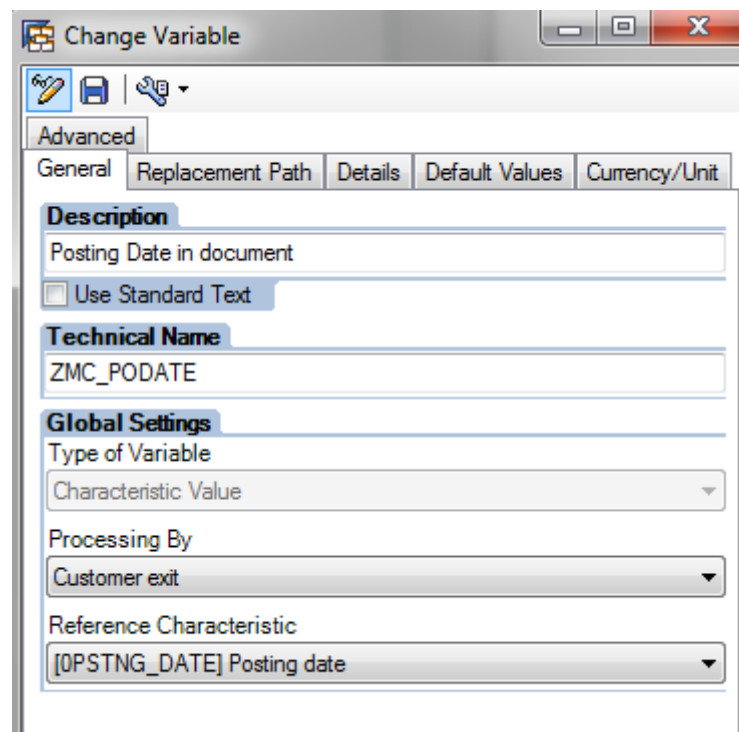 Change Variable
Advanced
General Replacement Path Details Default Values Currency/Unit
Description
Posting Date in document
Use Standard Text
Technical Name
ZMC_PODATE
Global Settings
Type of Variable
Characteristic Value
Processing By
Customer exit
Reference Characteristic
[0PSTNG_DATE] Posting date